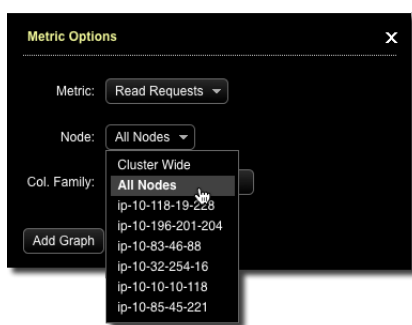 Metric Options X
Metric: Read Requests
Node: All Nodes
Cluster Wide
Col. Family: All Nodes
ip-10-118-19-228
ip-10-196-201-204
Add Graph ip-10-83-46-88
ip-10-32-254-16
ip-10-10-10-118
ip-10-85-45-221